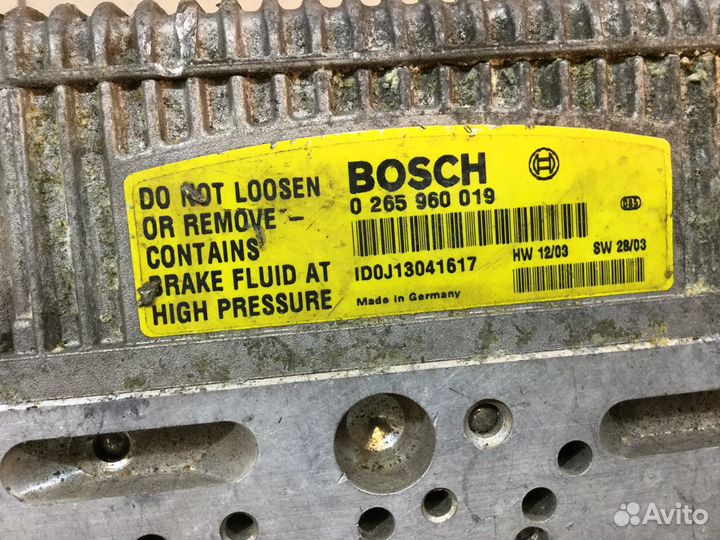 DO NOT LOOSEN
OR REMOVE -
CONTAINS
BRAKE FLUID AT
HIGH PRESSURE
BOSCH
0 265 960 019
ID0J13041617
Made in Germany
HW 12/03 SW 28/03
Avito